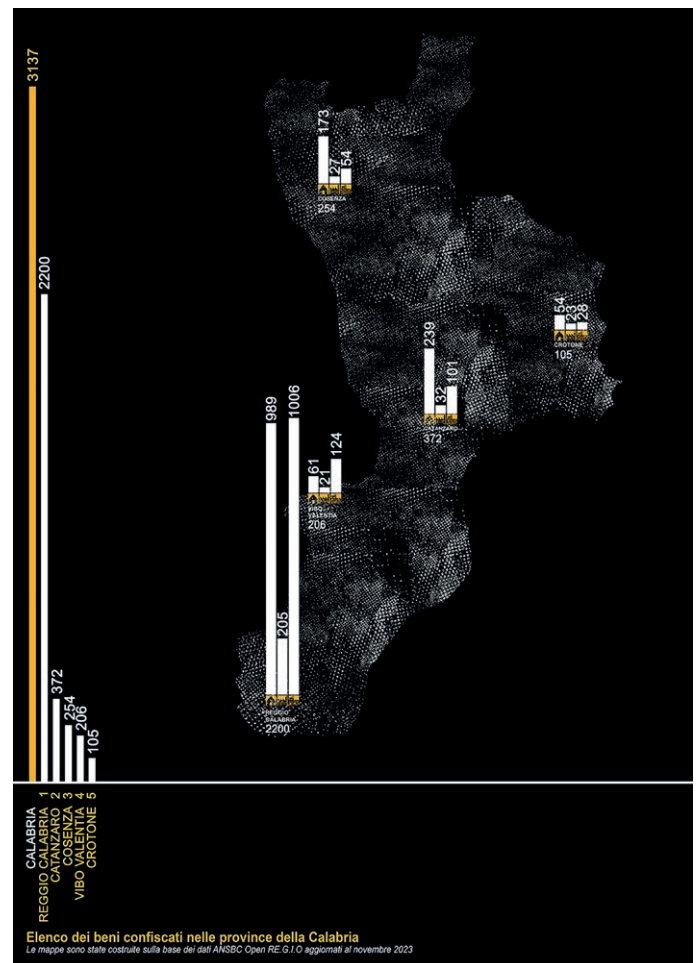 3137
2200
372
254
206
105
173
27
54
COSENZA
254
54
23
28
CROTONE
105
239
32
101
CATANZARO
372
61
21
124
VIBO
VALENTIA
206
989
205
1006
REGGIO
CALABRIA
2200
CALABRIA
REGGIO CALABRIA 1
CATANZARO 2
COSENZA 3
VIBO VALENTIA 4
CROTONE 5
Elenco dei beni confiscati nelle province della Calabria
Le mappe sono state costruite sulla base dei dati ANSBC Open RE.G.I.O aggiornati al novembre 2023